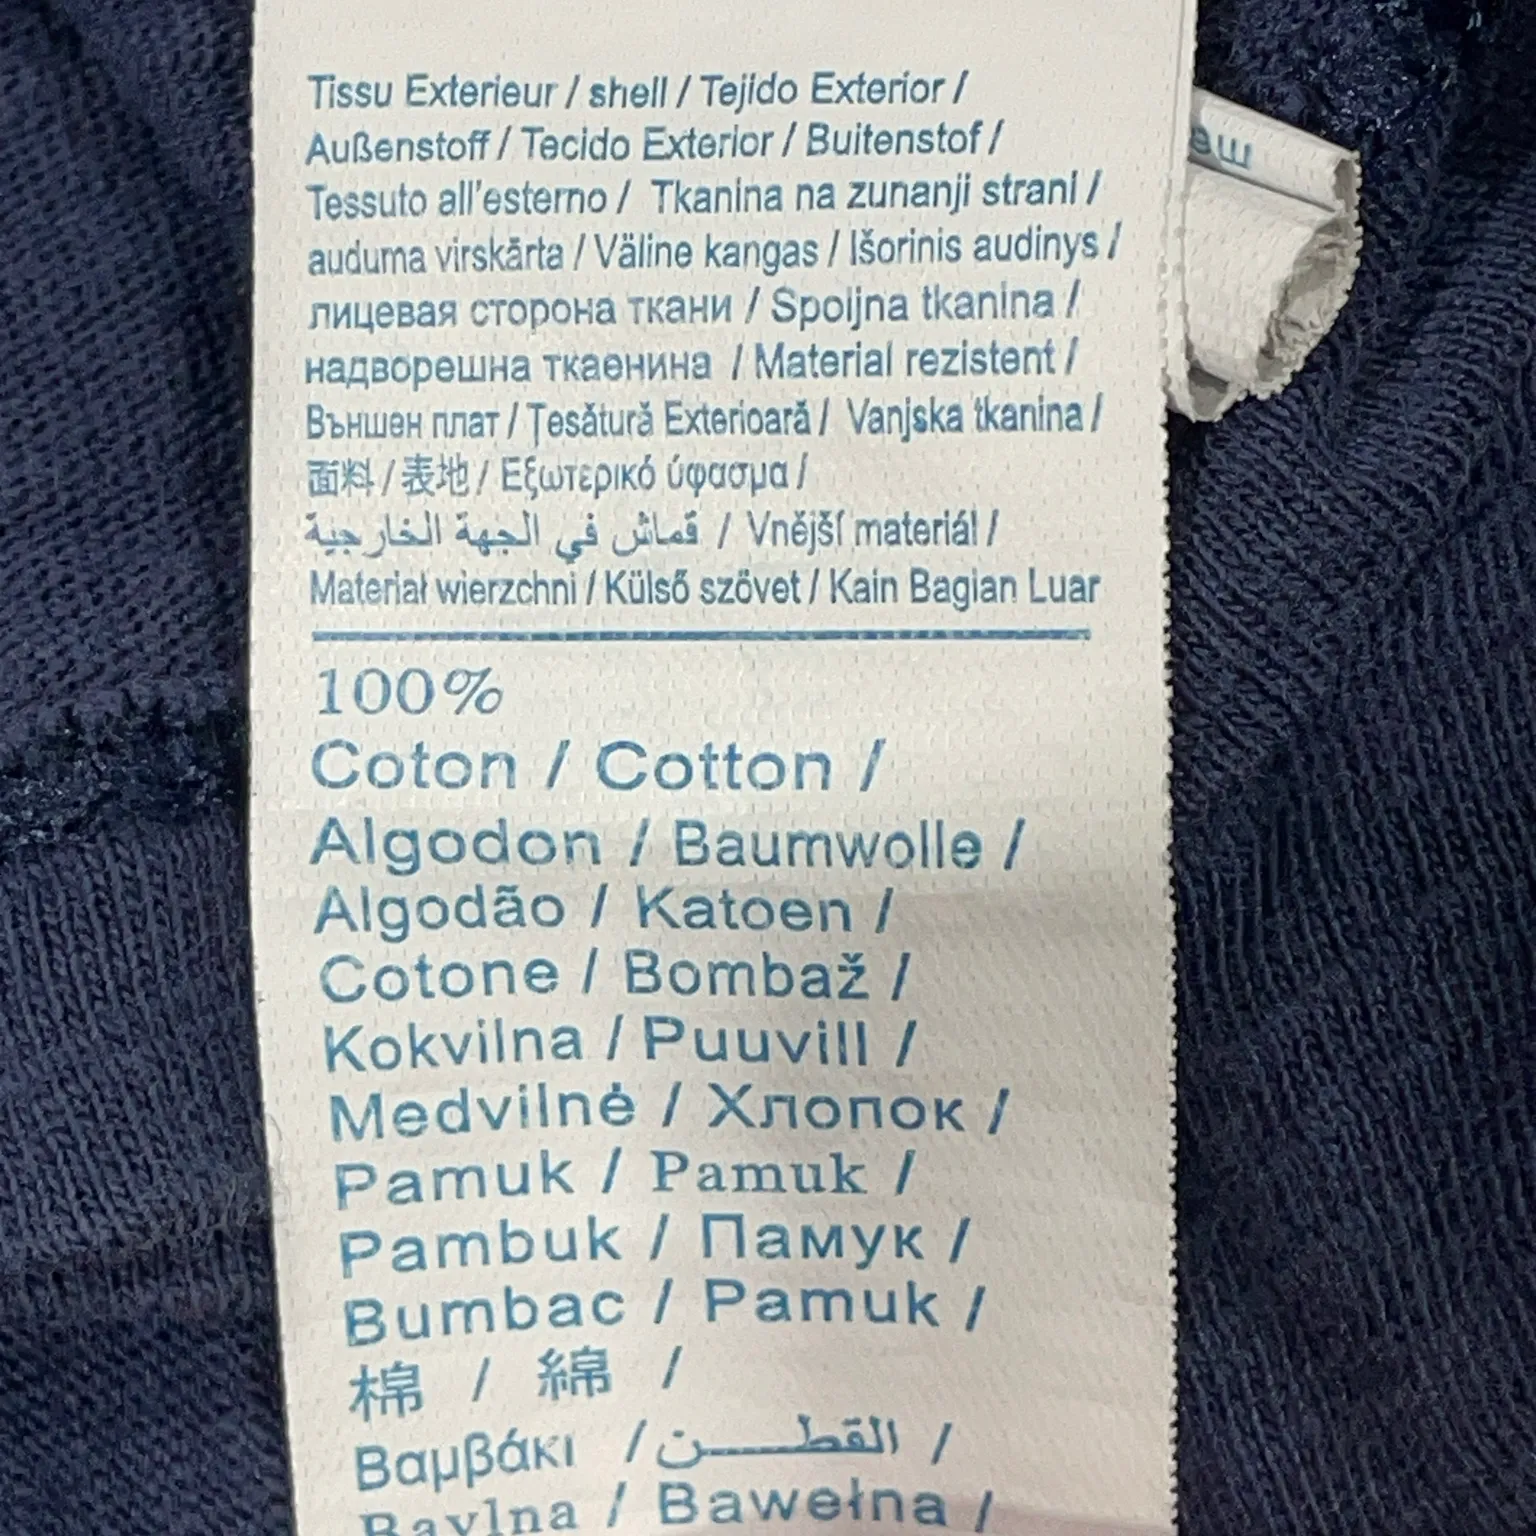 Tissu Exterieur / shell / Tejido Exterior /
Außenstoff / Tecido Exterior / Buitenstof /
Tessuto all'esterno / Tkanina na zunanji strani /
auduma virskārta / Väline kangas / Išorinis audinys /
лицевая сторона ткани / Spoijna tkanina /
надворешна ткаенина / Material rezistent /
Външен плат / Țesătură Exterioară / Vanjska tkanina /
面料 / 表地 / Εξωτερικό ύφασμα /
قماش في الجهة الخارجية / Vnější materiál /
Materiał wierzchni / Külső szövet / Kain Bagian Luar
100%
Coton / Cotton /
Algodon / Baumwolle /
Algodão / Katoen /
Cotone / Bombaž /
Kokvilna / Puuvill /
Medvilnė / Хлопок /
Pamuk / Pamuk /
Pambuk / Памук /
Bumbac / Pamuk /
棉 / 綿 /
Βαμβάκι / القطـــــن /
Bavlna / Bawełna /